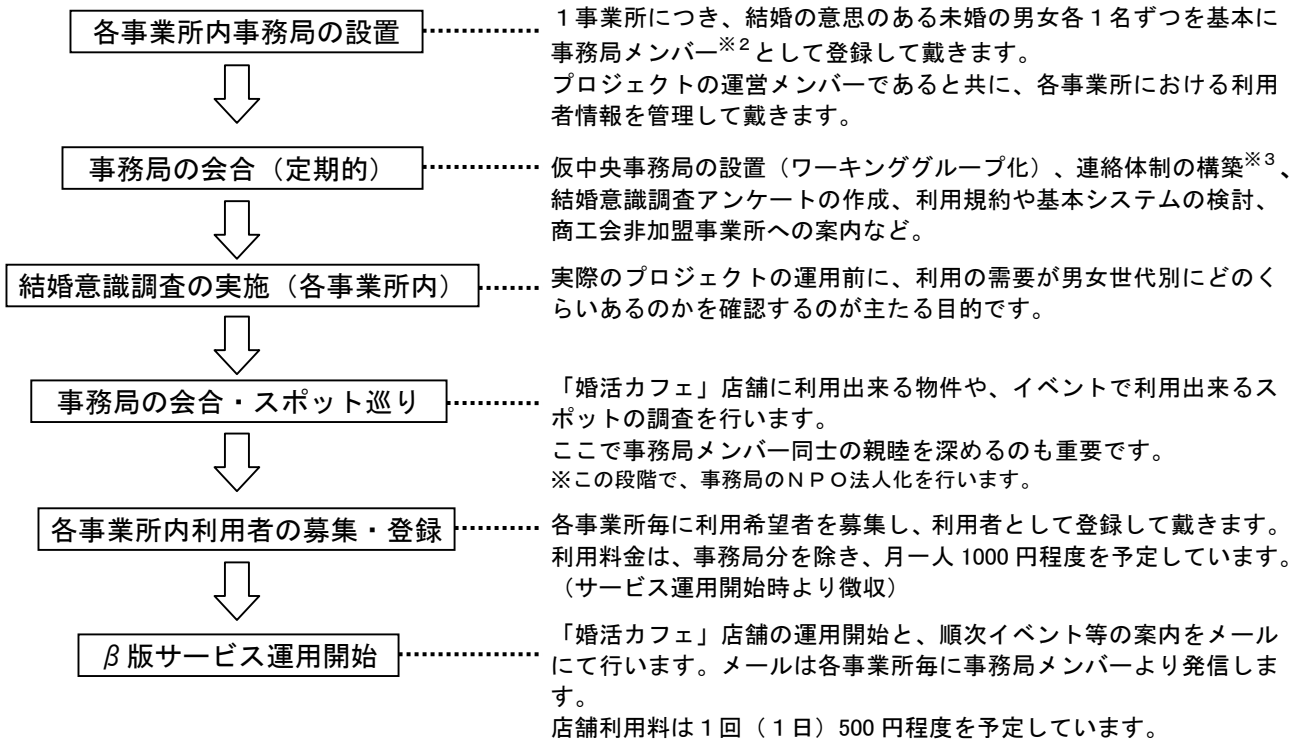 各事業所内事務局の設置
１事業所につき、結婚の意思のある未婚の男女各１名ずつを基本に
事務局メンバー※２として登録して戴きます。
プロジェクトの運営メンバーであると共に、各事業所における利用
者情報を管理して戴きます。
事務局の会合（定期的）
仮中央事務局の設置（ワーキンググループ化）、連絡体制の構築※３、
結婚意識調査アンケートの作成、利用規約や基本システムの検討、
商工会非加盟事業所への案内など。
結婚意識調査の実施（各事業所内）
実際のプロジェクトの運用前に、利用の需要が男女世代別にどのく
らいあるのかを確認するのが主たる目的です。
事務局の会合・スポット巡り
「婚活カフェ」店舗に利用出来る物件や、イベントで利用出来るス
ポットの調査を行います。
ここで事務局メンバー同士の親睦を深めるのも重要です。
※この段階で、事務局のＮＰＯ法人化を行います。
各事業所内利用者の募集・登録
各事業所毎に利用希望者を募集し、利用者として登録して戴きます。
利用料金は、事務局分を除き、月一人 1000 円程度を予定しています。
（サービス運用開始時より徴収）
β版サービス運用開始
「婚活カフェ」店舗の運用開始と、順次イベント等の案内をメール
にて行います。メールは各事業所毎に事務局メンバーより発信しま
す。
店舗利用料は１回（１日）500 円程度を予定しています。